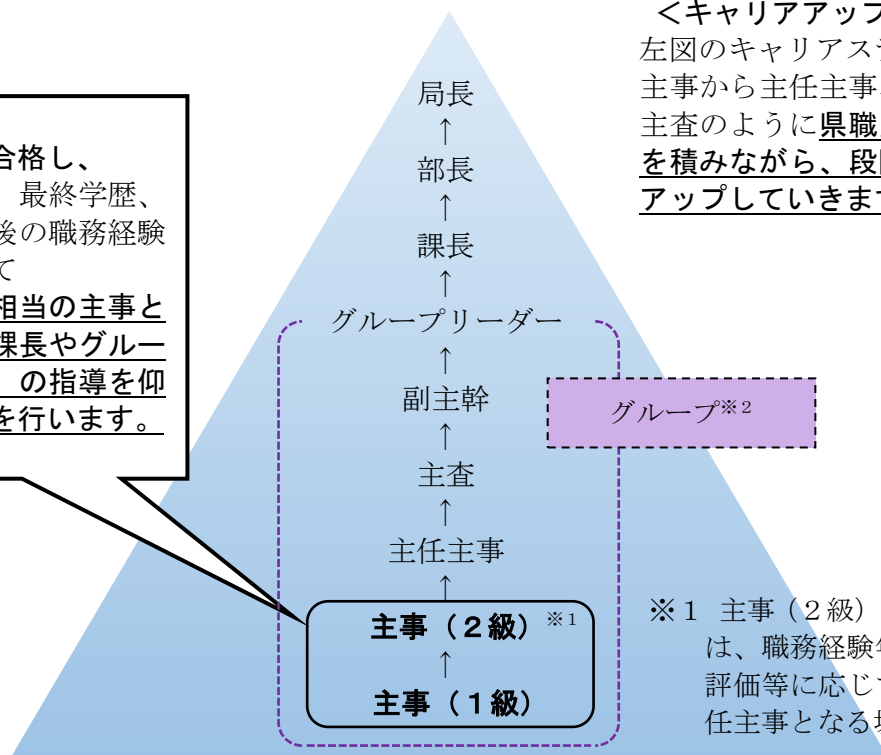 ＜キャリアアップ
左図のキャリアス
主事から主任主事
主査のように県職
を積みながら、段
アップしていきま
合格し、
最終学歴、
後の職務経験
て
相当の主事と
課長やグルー
の指導を仰
を行います。
局長
↑
部長
↑
課長
↑
グループリーダー
↑
副主幹
↑
主査
↑
主任主事
↑
主事（２級）※１
↑
主事（１級）
グループ※２
※１ 主事（２級）
は、職務経験
評価等に応じ
任主事となる